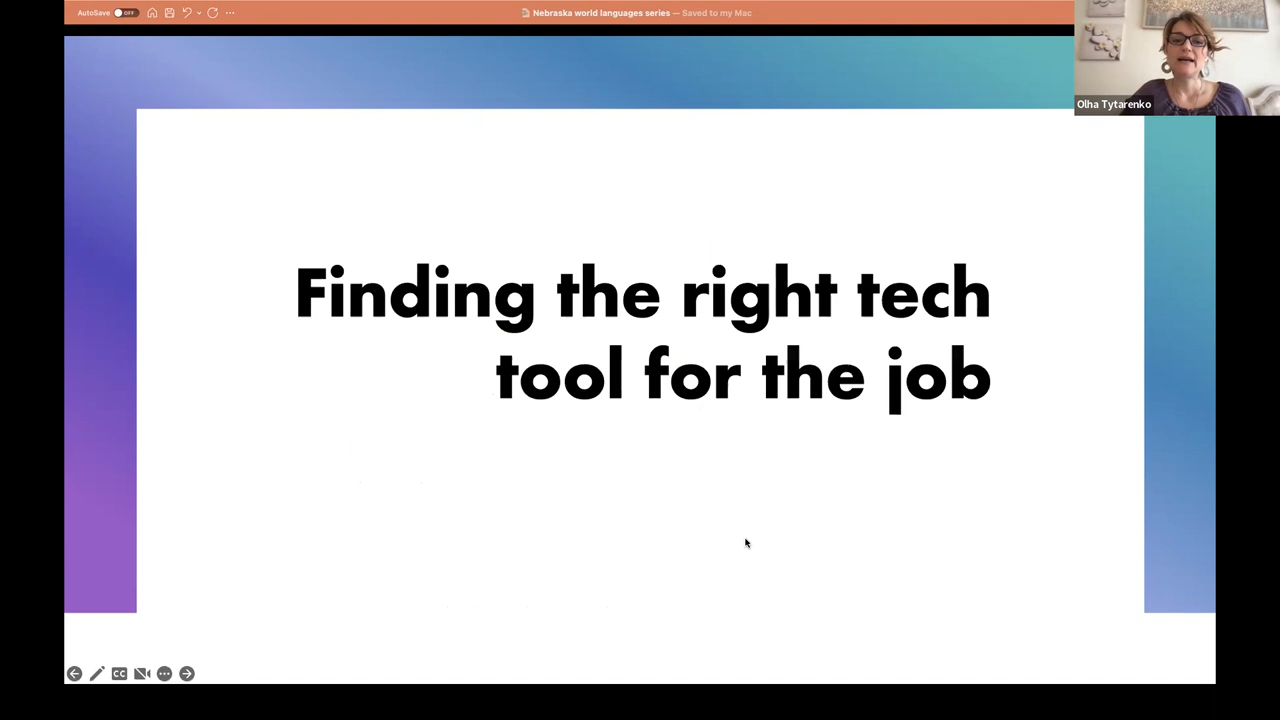 AutoSave OFF
Nebraska world languages series — Saved to my Mac
Olha Tytarenko
Finding the right tech
tool for the job
CC